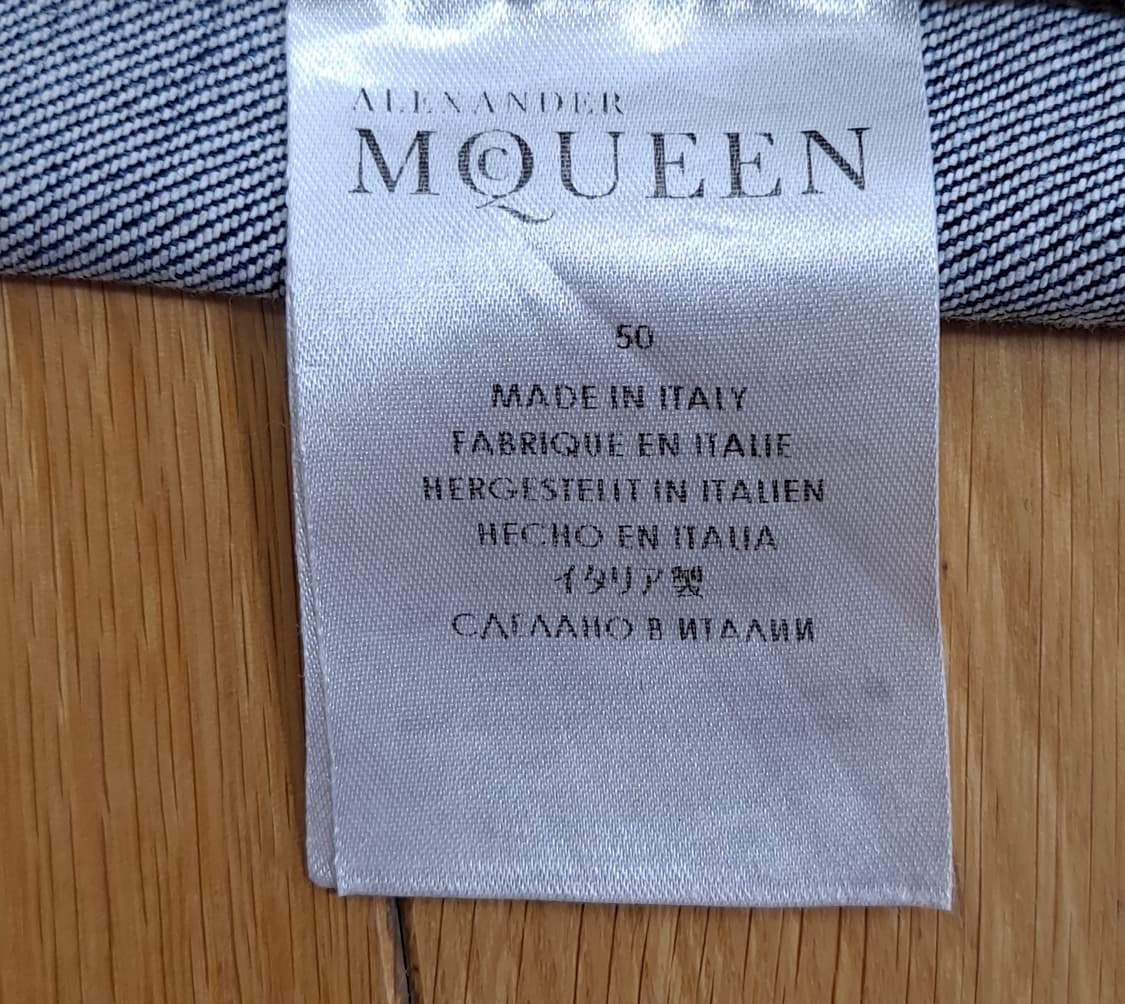 ALEXANDER
McQUEEN
50
MADE IN ITALY
FABRIQUE EN ITALIE
HERGESTELLT IN ITALIEN
HECHO EN ITALIA
イタリア製
СДЕЛАНО В ИТАЛИИ